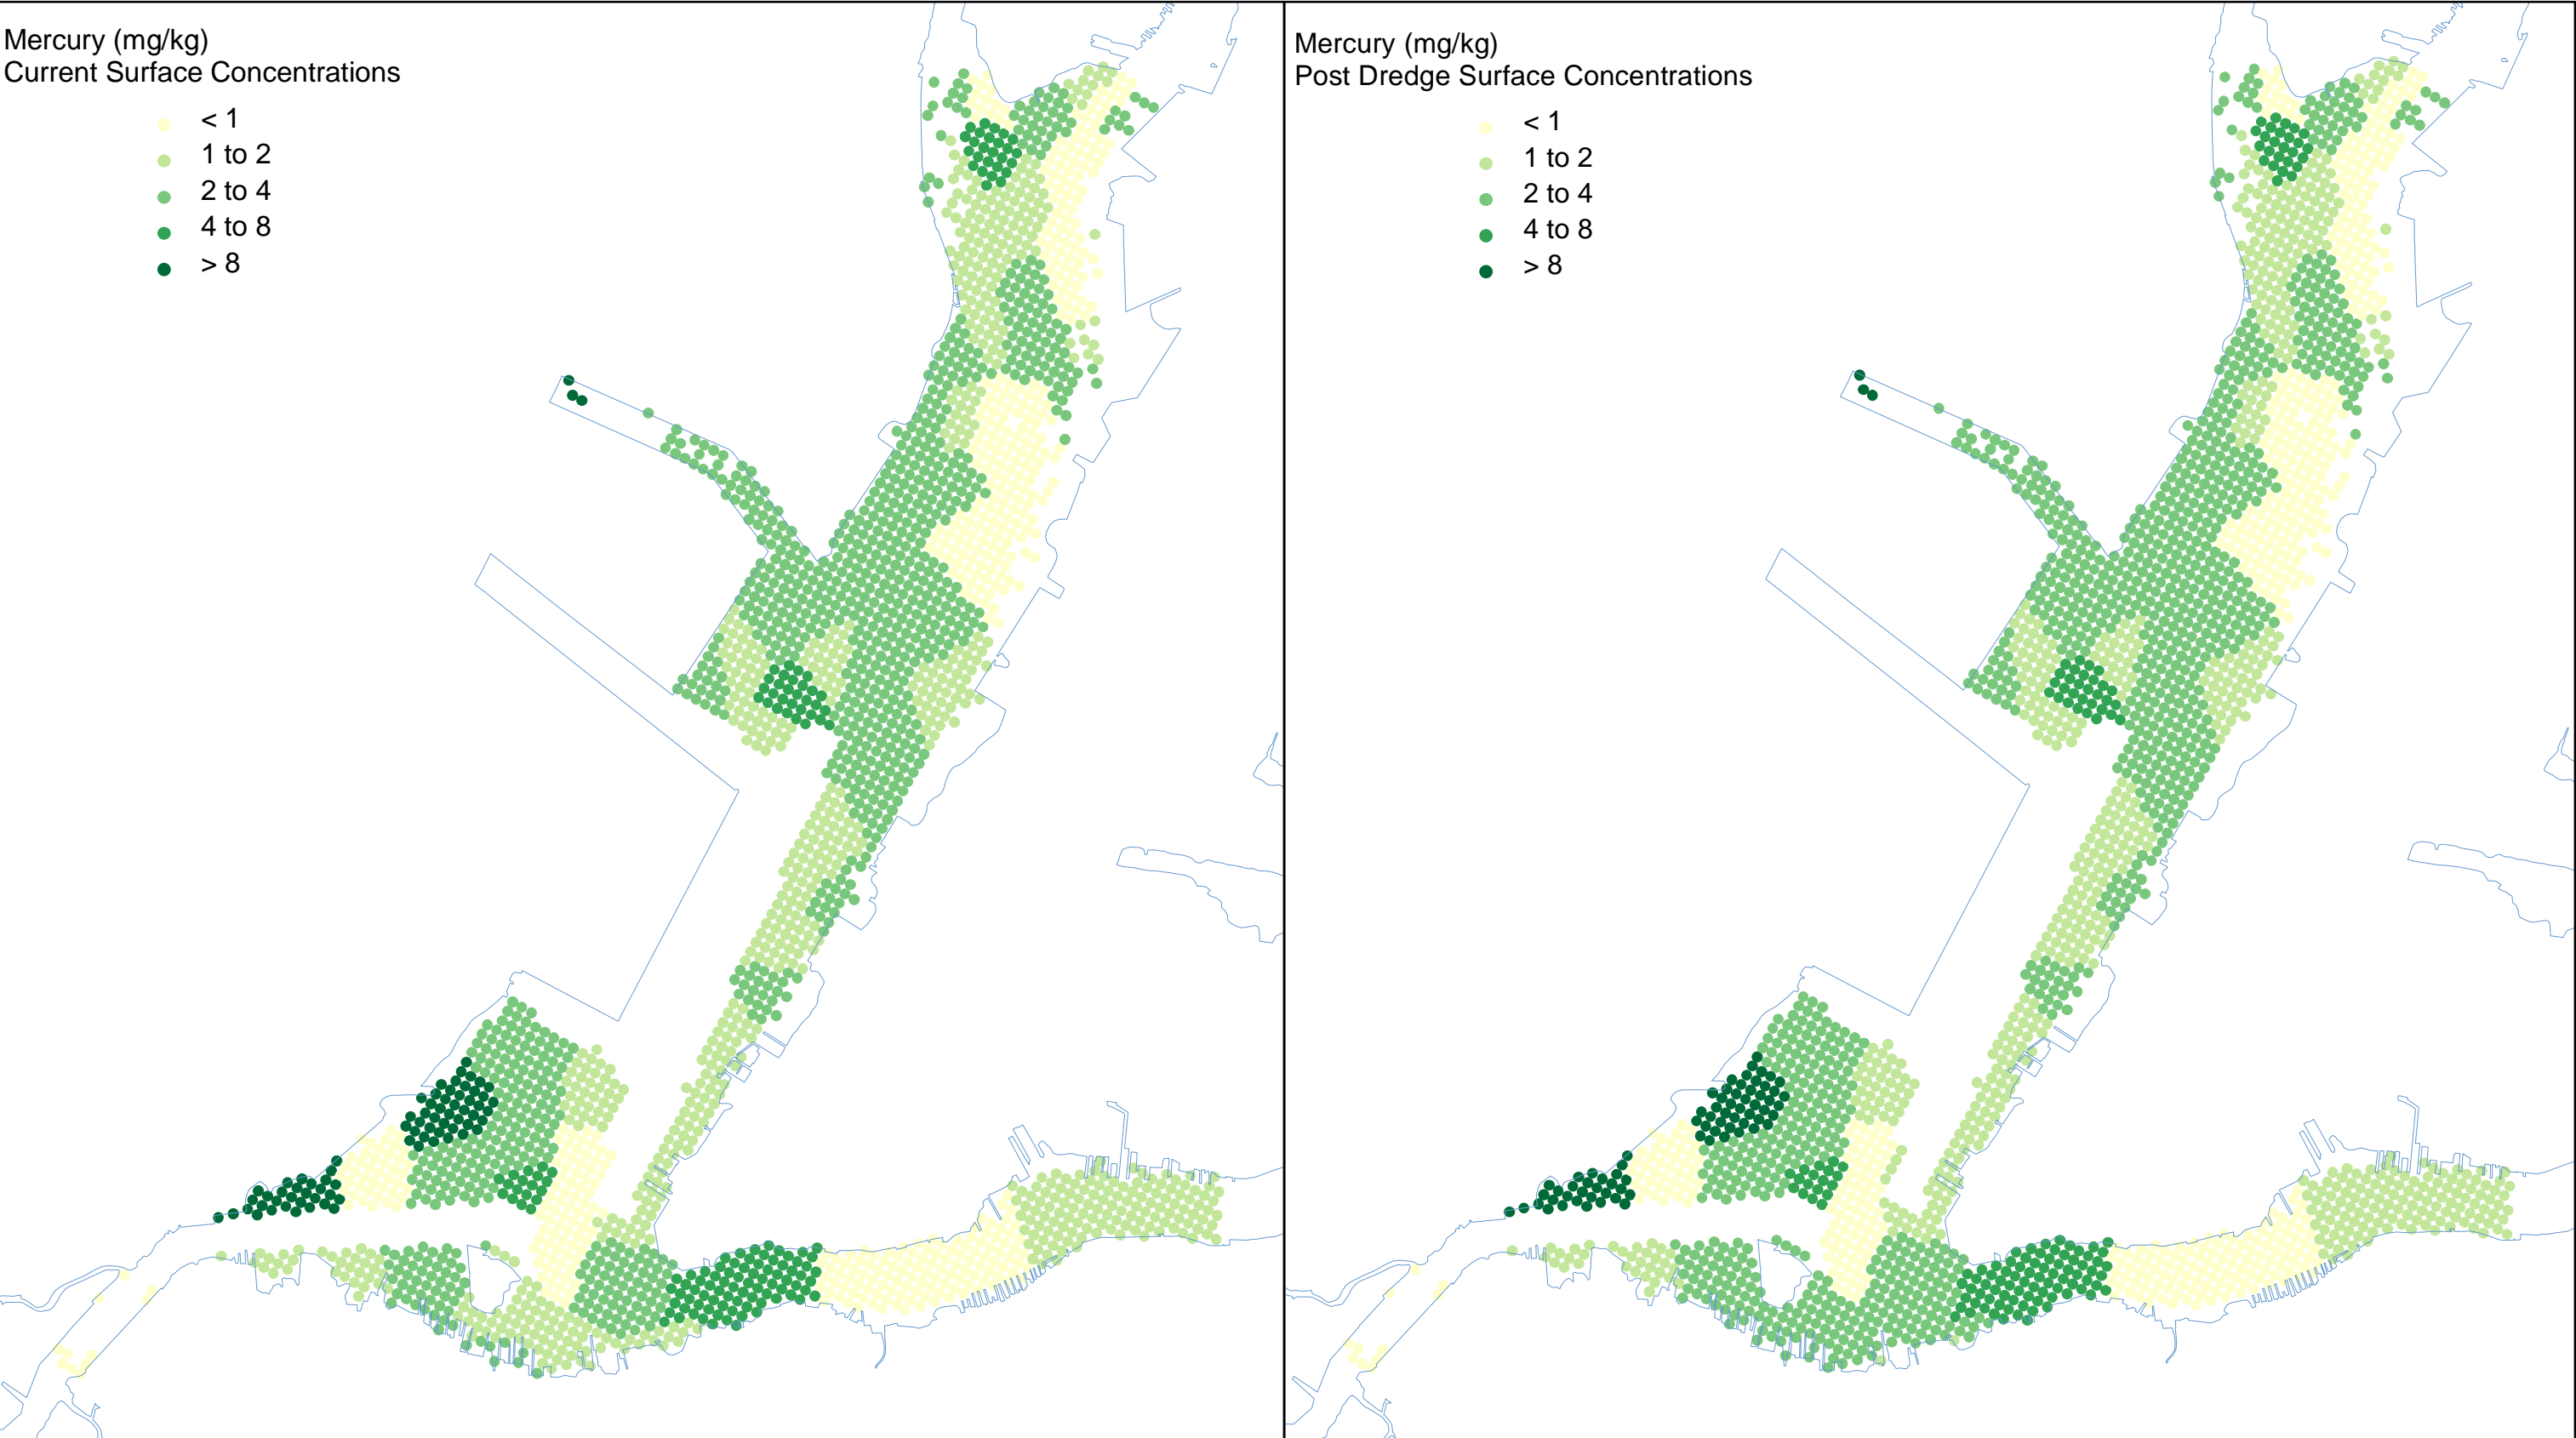 Mercury (mg/kg)
Current Surface Concentrations
< 1
1 to 2
2 to 4
4 to 8
> 8
Mercury (mg/kg)
Post Dredge Surface Concentrations
< 1
1 to 2
2 to 4
4 to 8
> 8